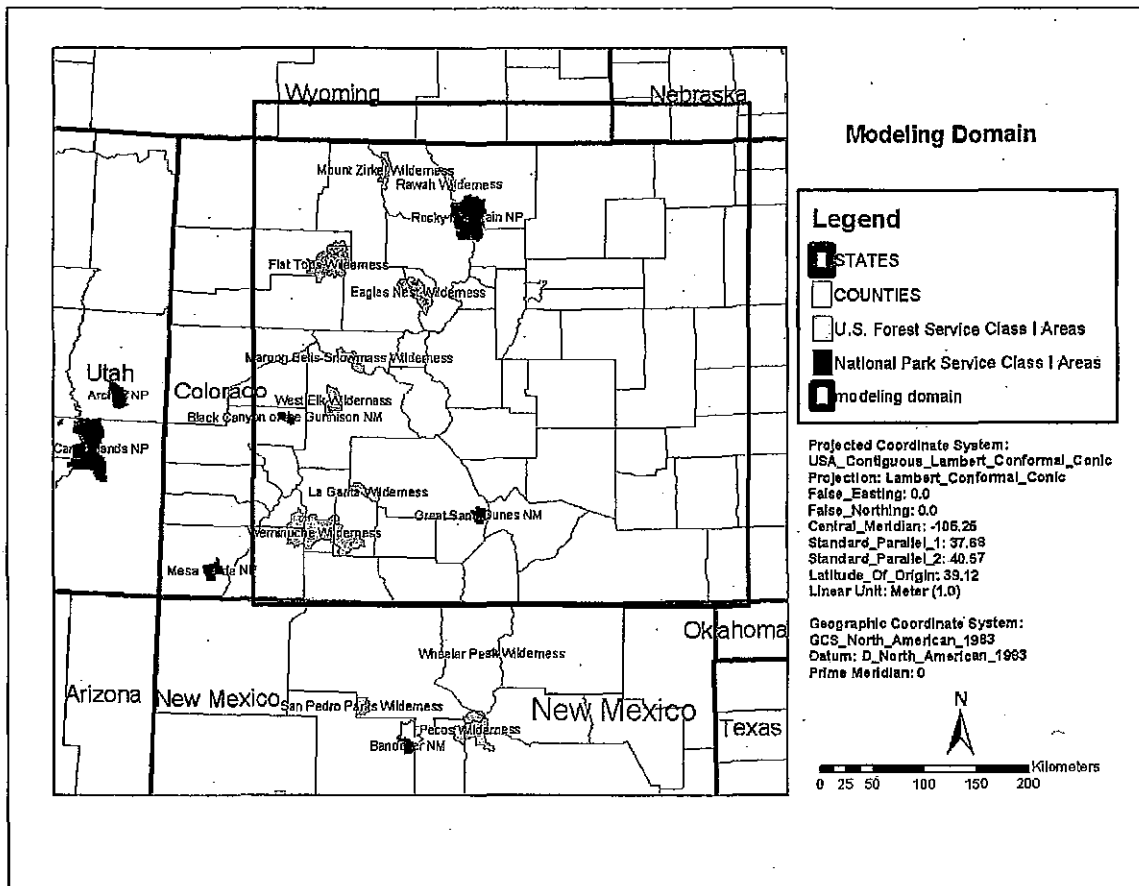 Wyoming
Nebraska
Mount Zirkel Wilderness
Rawah Wilderness
Rocky Mountain NP
Flat Tops Wilderness
Eagles Nest Wilderness
Maroon Bells-Snowmass Wilderness
Utah
Arches NP
Colorado
West Elk Wilderness
Black Canyon of the Gunnison NM
Canyonlands NP
La Garita Wilderness
Great Sand Dunes NM
Weminuche Wilderness
Mesa Verde NP
Oklahoma
Wheeler Peak Wilderness
Arizona
New Mexico
San Pedro Parks Wilderness
New Mexico
Pecos Wilderness
Texas
Bandelier NM
Modeling Domain
Legend
STATES
COUNTIES
U.S. Forest Service Class I Areas
National Park Service Class I Areas
modeling domain
Projected Coordinate System:
USA_Contiguous_Lambert_Conformal_Conic
Projection: Lambert_Conformal_Conic
False_Easting: 0.0
False_Northing: 0.0
Central_Meridian: -105.25
Standard_Parallel_1: 37.68
Standard_Parallel_2: 40.57
Latitude_Of_Origin: 39.12
Linear Unit: Meter (1.0)
Geographic Coordinate System:
GCS_North_American_1983
Datum: D_North_American_1983
Prime Meridian: 0
N
Kilometers
0 25 50 100 150 200